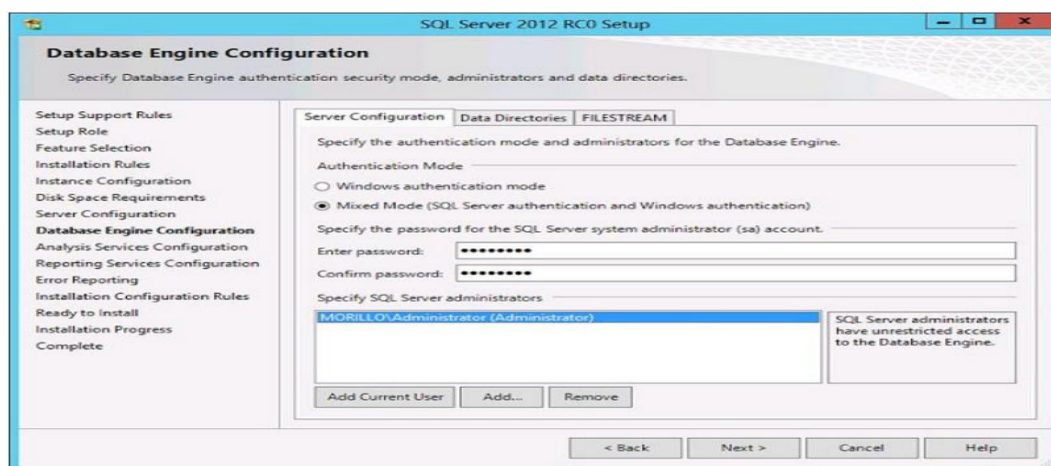 SQL Server 2012 RC0 Setup
Database Engine Configuration
Specify Database Engine authentication security mode, administrators and data directories.
Setup Support Rules
Setup Role
Feature Selection
Installation Rules
Instance Configuration
Disk Space Requirements
Server Configuration
Database Engine Configuration
Analysis Services Configuration
Reporting Services Configuration
Error Reporting
Installation Configuration Rules
Ready to Install
Installation Progress
Complete
Server Configuration Data Directories FILESTREAM
Specify the authentication mode and administrators for the Database Engine.
Authentication Mode
Windows authentication mode
Mixed Mode (SQL Server authentication and Windows authentication)
Specify the password for the SQL Server system administrator (sa) account.
Enter password: ●●●●●●●●
Confirm password: ●●●●●●●●
Specify SQL Server administrators
MORILLO\Administrator (Administrator)
SQL Server administrators
have unrestricted access
to the Database Engine.
Add Current User Add... Remove
< Back Next > Cancel Help